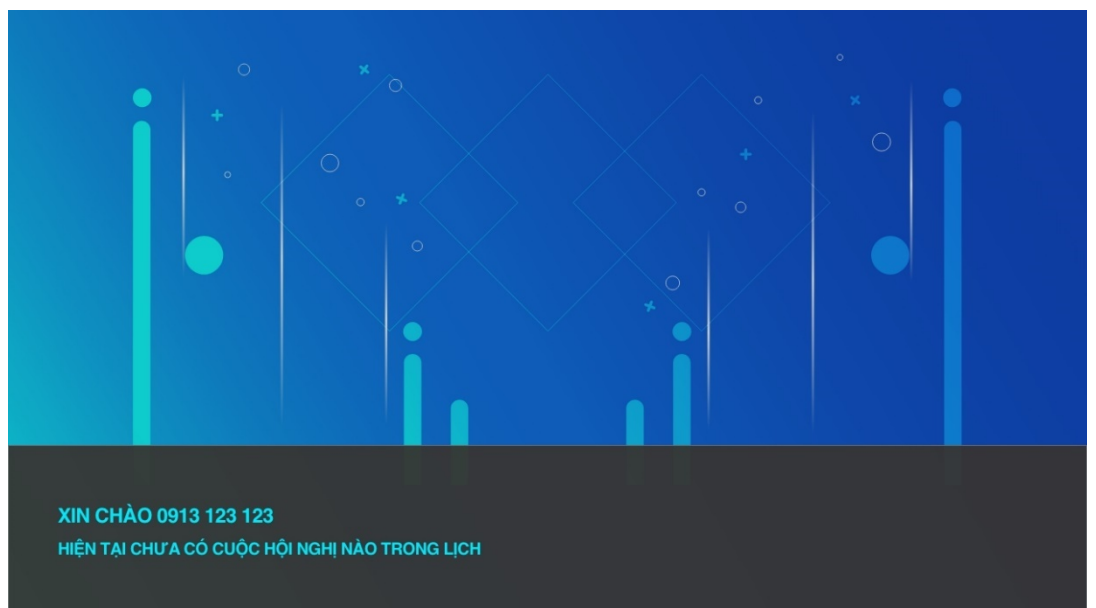 XIN CHÀO 0913 123 123
HIỆN TẠI CHƯA CÓ CUỘC HỘI NGHỊ NÀO TRONG LỊCH